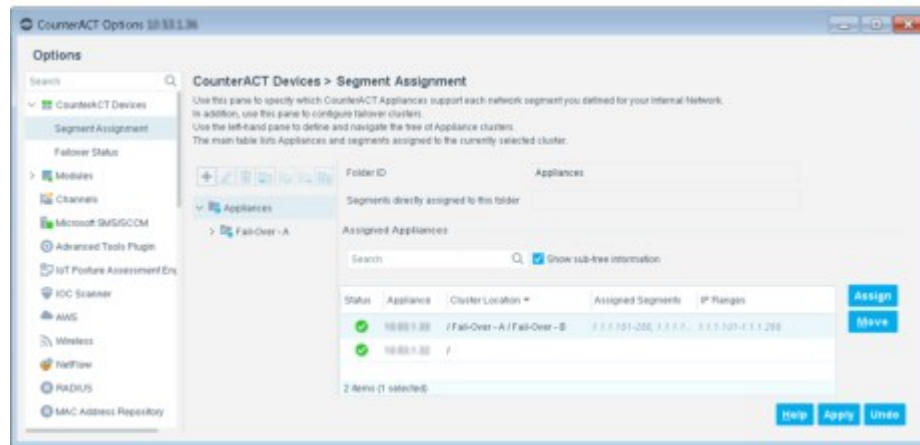 CounterACT Options
Options
Search
CounterACT Devices
Segment Assignment
Failover Status
Modules
Channels
Microsoft SMS/SCCM
Advanced Tools Plugin
IoT Posture Assessment Eng
IOC Scanner
AWS
Wireless
NetFlow
RADIUS
MAC Address Repository
CounterACT Devices > Segment Assignment
Use this pane to specify which CounterACT Appliances support each network segment you defined for your Internal Network.
In addition, use this pane to configure failover clusters.
Use the left-hand pane to define and navigate the tree of Appliance clusters.
The main table lists Appliances and segments assigned to the currently selected cluster.
Appliances
Fail-Over - A
Folder ID Appliances
Segments directly assigned to this folder
Assigned Appliances
Search Show sub-tree information
Status Appliance Cluster Location Assigned Segments IP Ranges
/ Fail-Over - A / Fail-Over - B
/
2 items (1 selected)
Assign
Move
Help Apply Undo